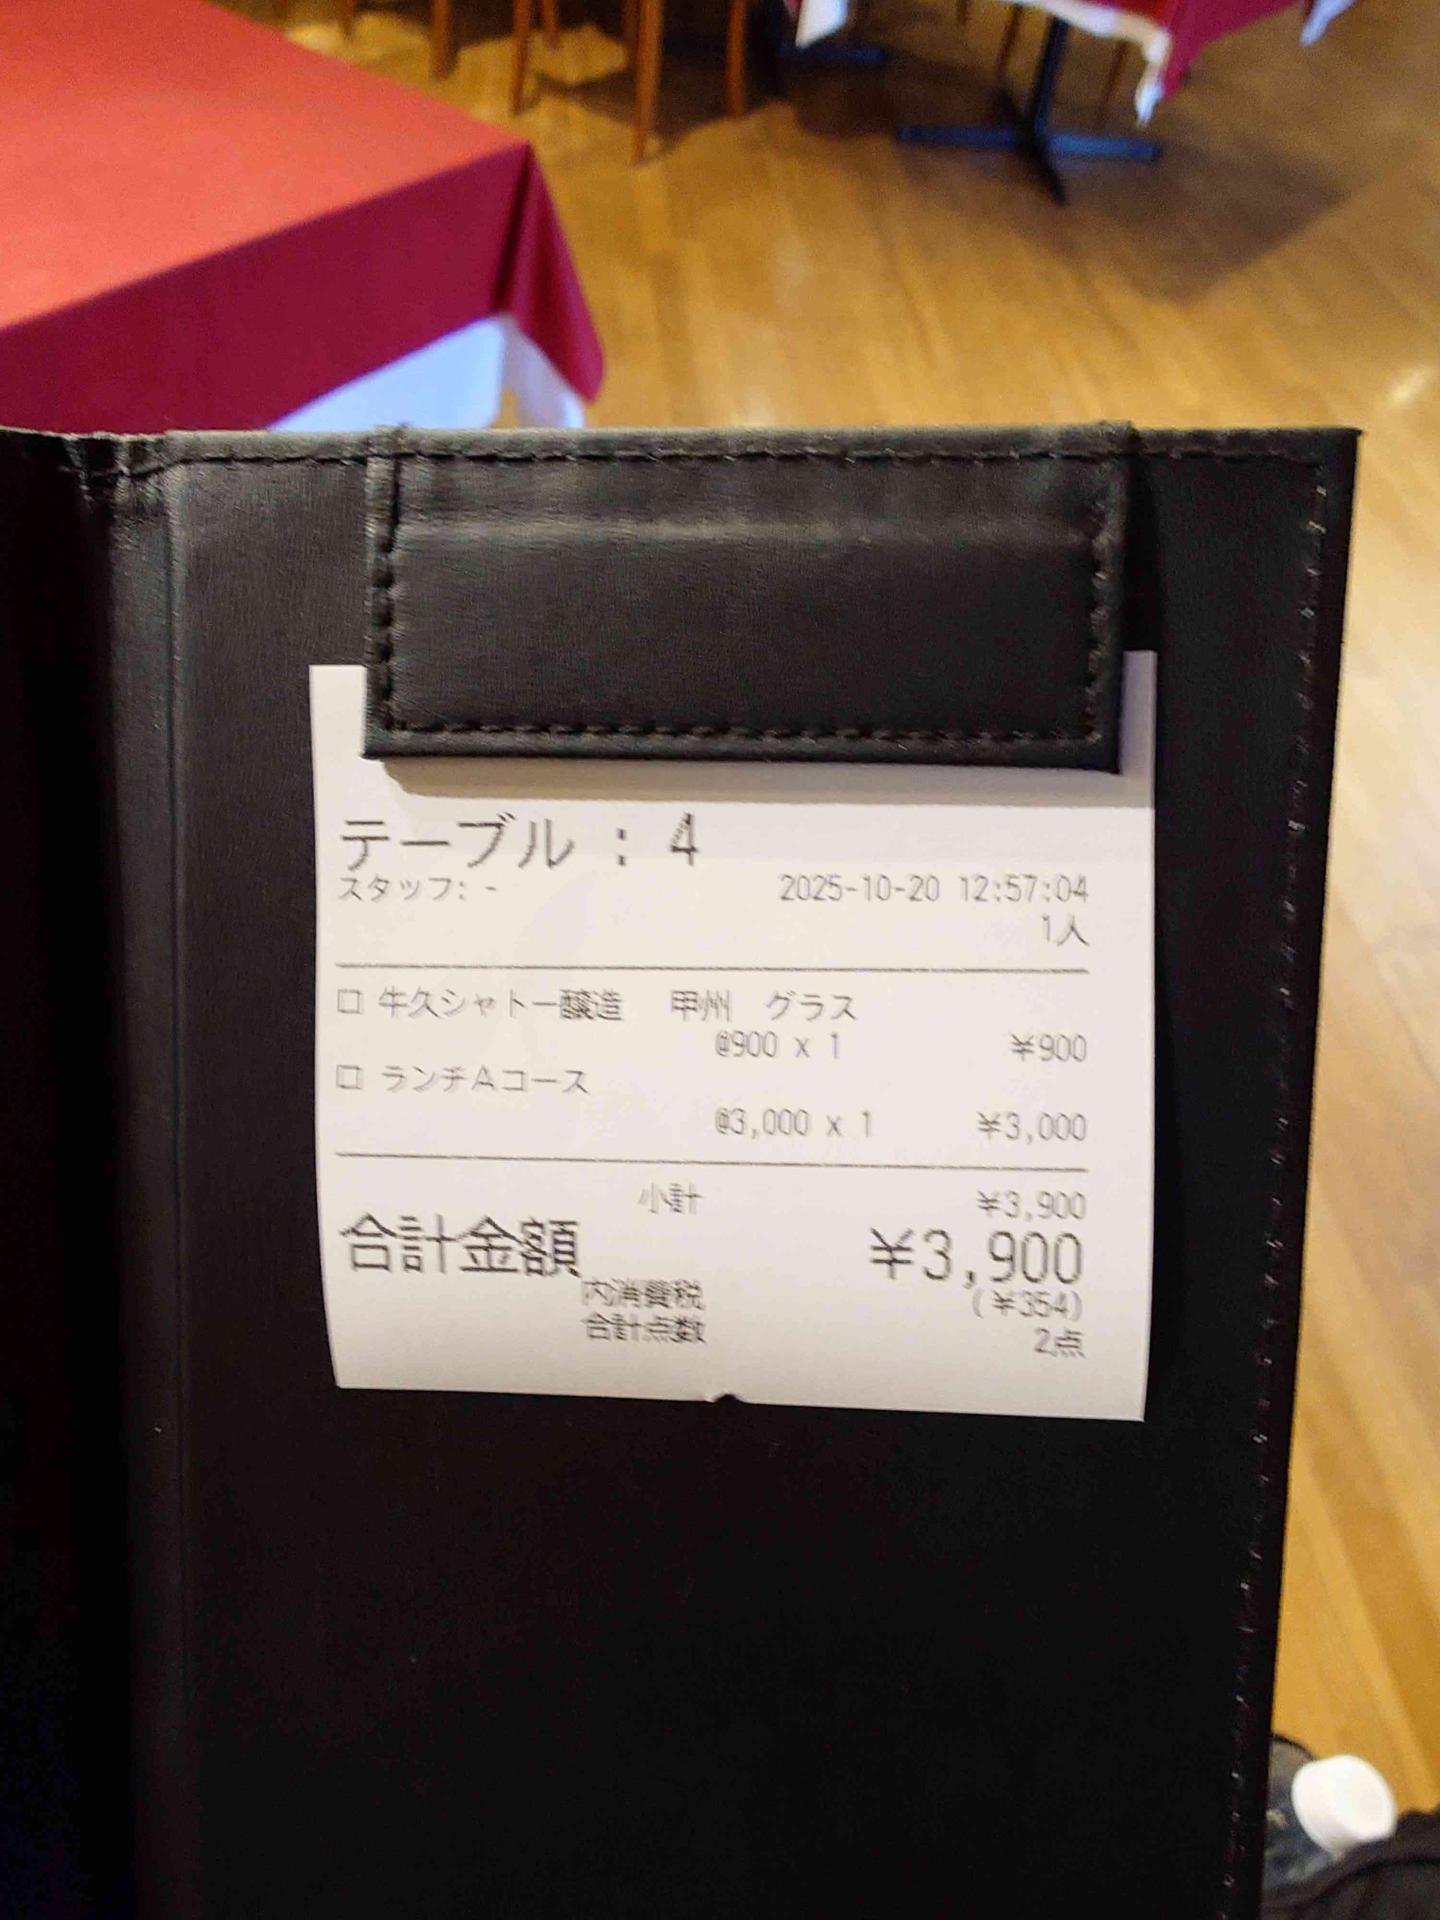 テーブル : 4
スタッフ: - 2025-10-20 12:57:04
1人
□ 牛久シャトー醸造 甲州 グラス
@900 x 1 ¥900
□ ランチAコース
@3,000 x 1 ¥3,000
小計 ¥3,900
合計金額 ¥3,900
内消費税 (¥354)
合計点数 2点